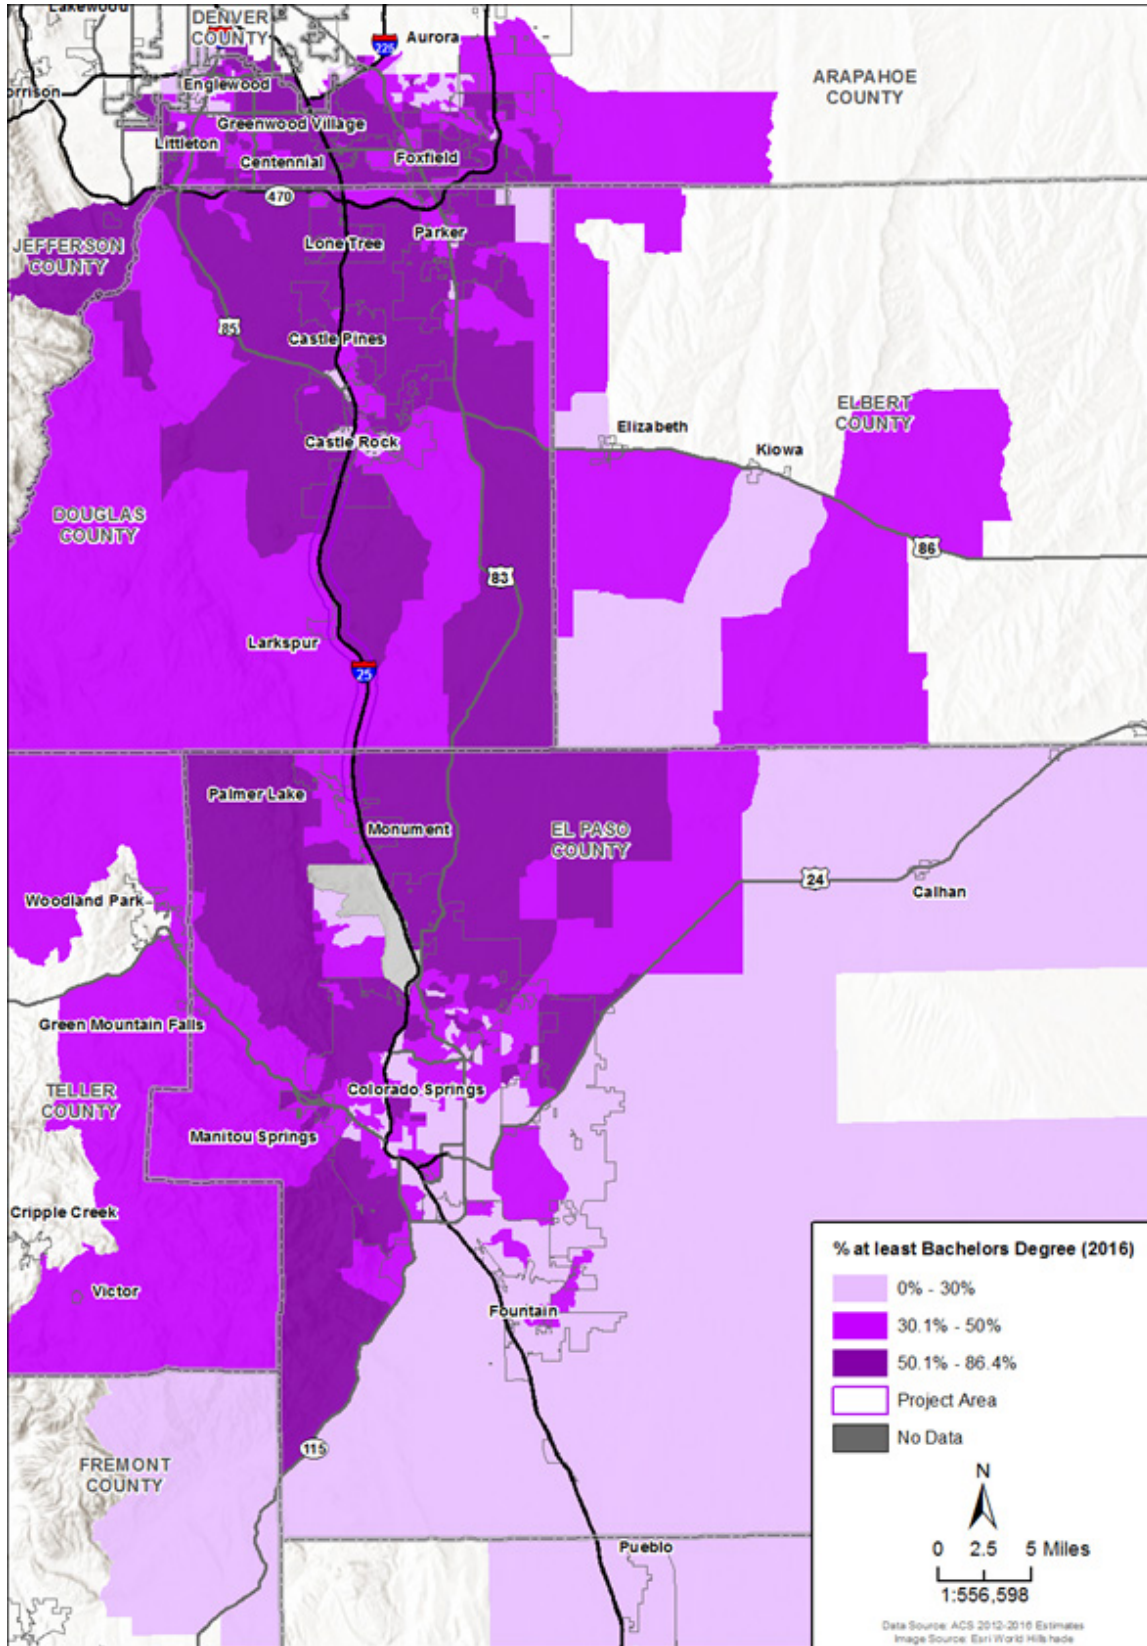 Lakewood
DENVER
COUNTY
225
Aurora
ARAPAHOE
COUNTY
orrison
Englewood
Greenwood Village
Littleton
Centennial
Foxfield
470
JEFFERSON
COUNTY
Lone Tree
Parker
85
Castle Pines
Castle Rock
Elizabeth
ELBERT
COUNTY
Kiowa
DOUGLAS
COUNTY
86
83
Larkspur
25
Palmer Lake
Monument
EL PASO
COUNTY
24
Calhan
Woodland Park
Green Mountain Falls
TELLER
COUNTY
Colorado Springs
Manitou Springs
Cripple Creek
Victor
Fountain
115
FREMONT
COUNTY
Pueblo
% at least Bachelors Degree (2016)
0% - 30%
30.1% - 50%
50.1% - 86.4%
Project Area
No Data
N
0 2.5 5 Miles
1:556,598
Data Source: ACS 2012-2016 Estimates
Image Source: Esri World Hillshade